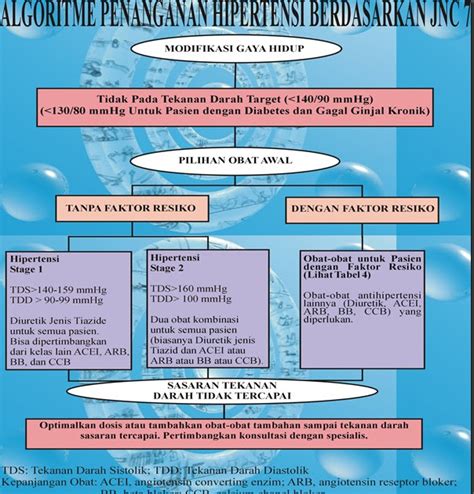 ALGORITME PENANGANAN HIPERTENSI BERDASARKAN JNC 7
MODIFIKASI GAYA HIDUP
Tidak Pada Tekanan Darah Target (<140/90 mmHg)
(<130/80 mmHg Untuk Pasien dengan Diabetes dan Gagal Ginjal Kronik)
PILIHAN OBAT AWAL
TANPA FAKTOR RESIKO
DENGAN FAKTOR RESIKO
Hipertensi
Stage 1
TDS>140-159 mmHg
TDD > 90-99 mmHg
Diuretik Jenis Tiazide
untuk semua pasien.
Bisa dipertimbangkan
dari kelas lain ACEI, ARB,
BB, dan CCB
Hipertensi
Stage 2
TDS>160 mmHg
TDD> 100 mmHg
Dua obat kombinasi
untuk semua pasien
(biasanya Diuretik jenis
Tiazid dan ACEI atau
ARB atau BB atau CCB).
Obat-obat untuk Pasien
dengan Faktor Resiko
(Lihat Tabel 4)
Obat-obat antihipertensi
lainnya (Diuretik, ACEI,
ARB, BB, CCB) yang
diperlukan.
SASARAN TEKANAN
DARAH TIDAK TERCAPAI
Optimalkan dosis atau tambahkan obat-obat tambahan sampai tekanan darah
sasaran tercapai. Pertimbangkan konsultasi dengan spesialis.
TDS: Tekanan Darah Sistolik; TDD: Tekanan Darah Diastolik
Kepanjangan Obat: ACEI, angiotensin converting enzim; ARB, angiotensin reseptor bloker;
BB, beta bloker; CCB, calcium chanel bloker